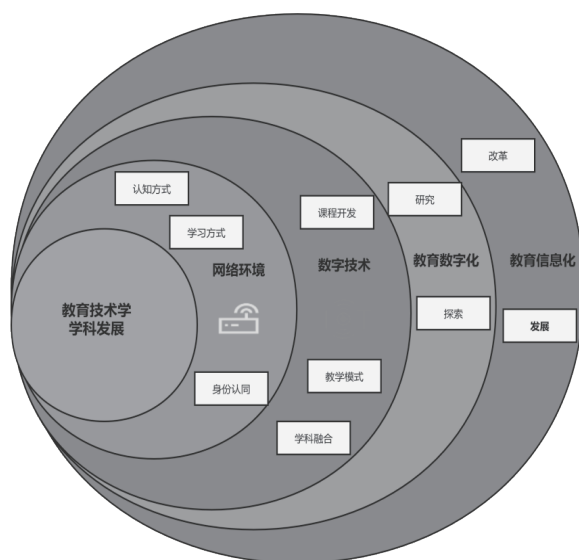 改革
认知方式
研究
课程开发
学习方式
网络环境
数字技术
教育数字化
教育信息化
教育技术学
学科发展
探索
发展
教学模式
身份认同
学科融合